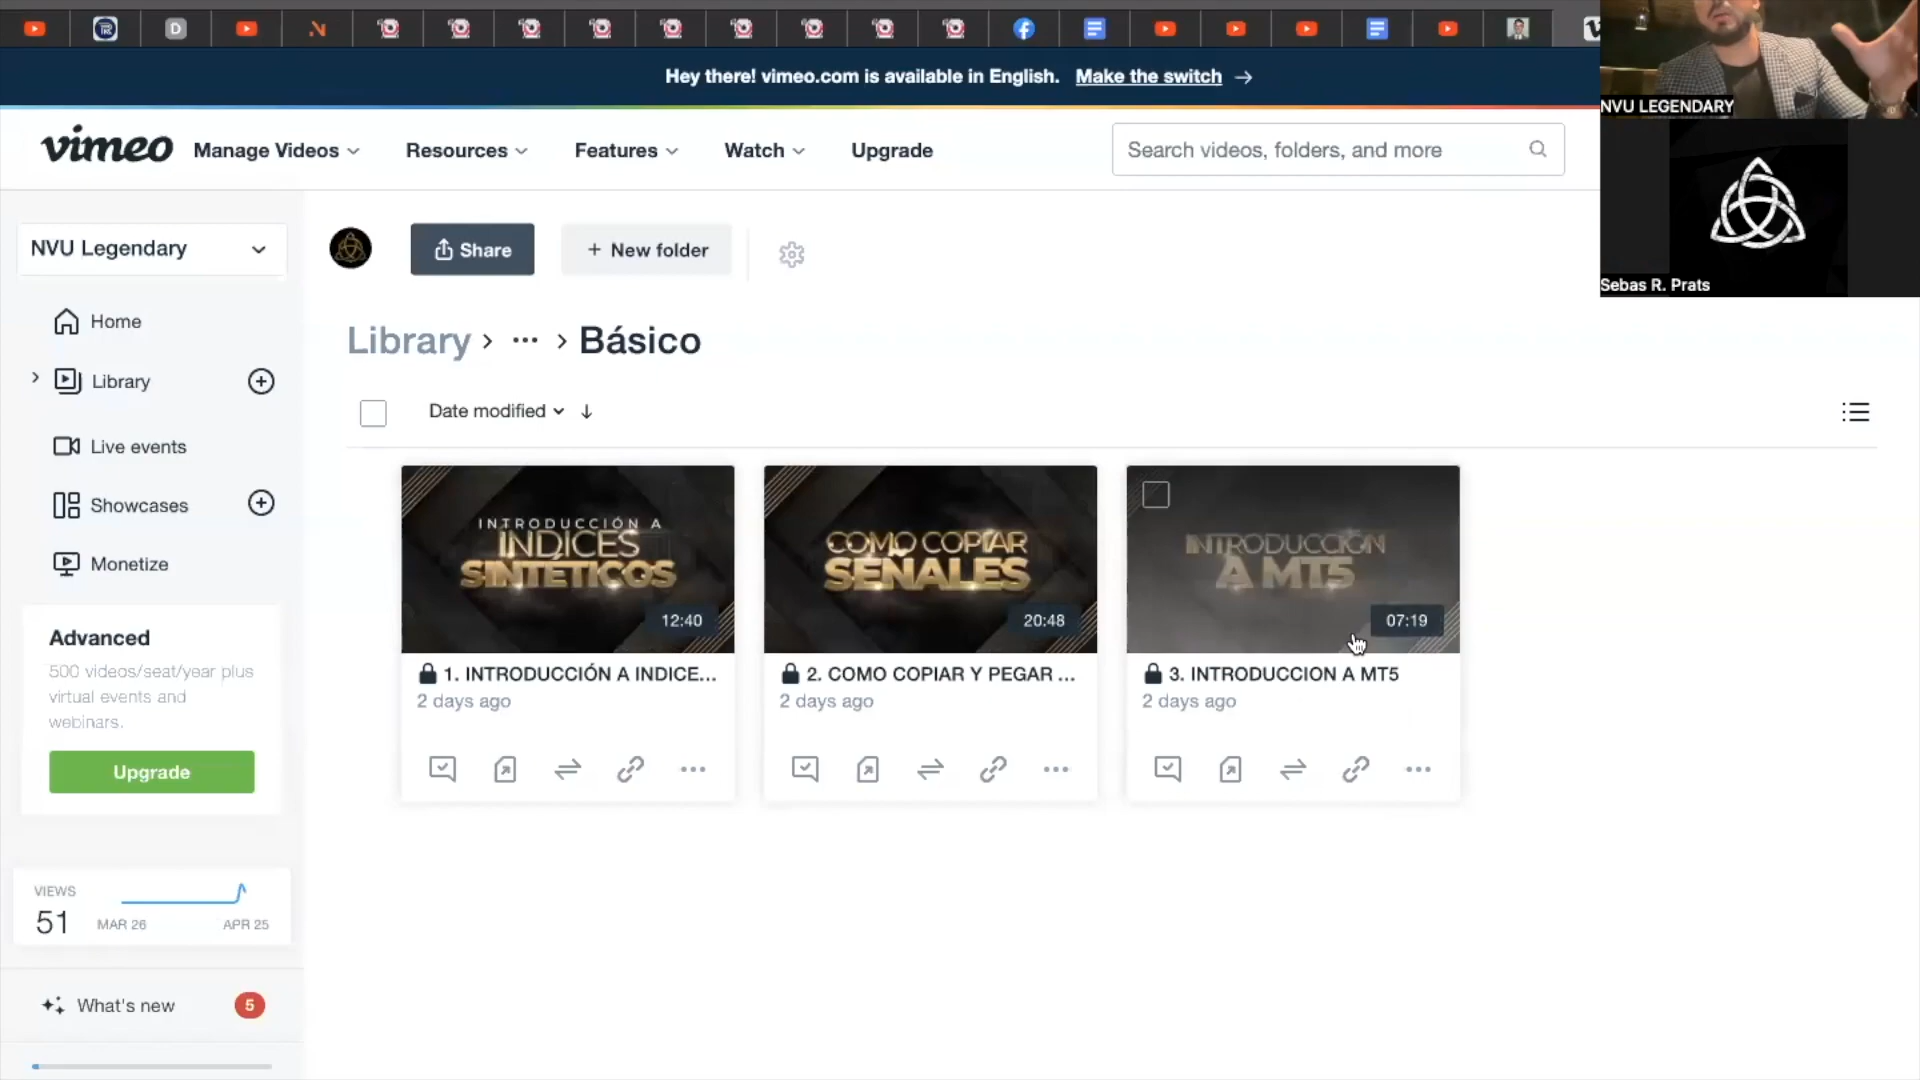 Hey there! vimeo.com is available in English. Make the switch →
NVU LEGENDARY
Sebas R. Prats
vimeo
Manage Videos
Resources
Features
Watch
Upgrade
Search videos, folders, and more
NVU Legendary
Share
+ New folder
Home
Library
Live events
Showcases
Monetize
Library > ··· > Básico
Date modified
INTRODUCCIÓN A
INDICES
SINTÉTICOS
12:40
1. INTRODUCCIÓN A INDICE...
2 days ago
COMO COPIAR
SEÑALES
20:48
2. COMO COPIAR Y PEGAR ...
2 days ago
INTRODUCCIÓN
A MT5
07:19
3. INTRODUCCION A MT5
2 days ago
Advanced
500 videos/seat/year plus
virtual events and
webinars.
Upgrade
VIEWS
51
MAR 26
APR 25
What's new
5